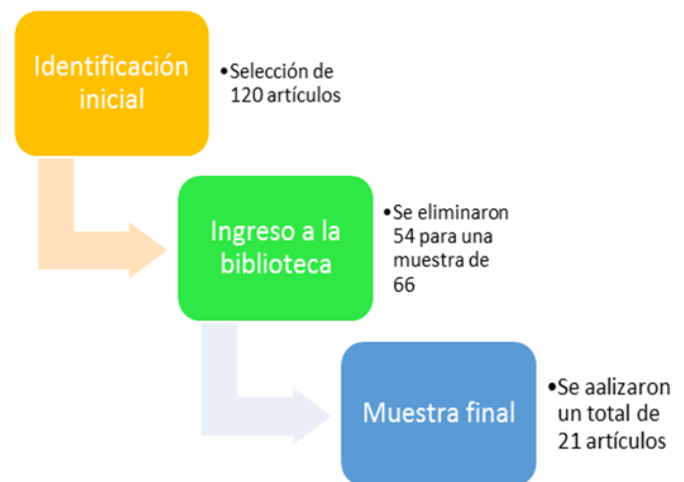 Identificación
inicial
•Selección de
120 artículos
Ingreso a la
biblioteca
•Se eliminaron
54 para una
muestra de
66
Muestra final
•Se aalizaron
un total de
21 artículos